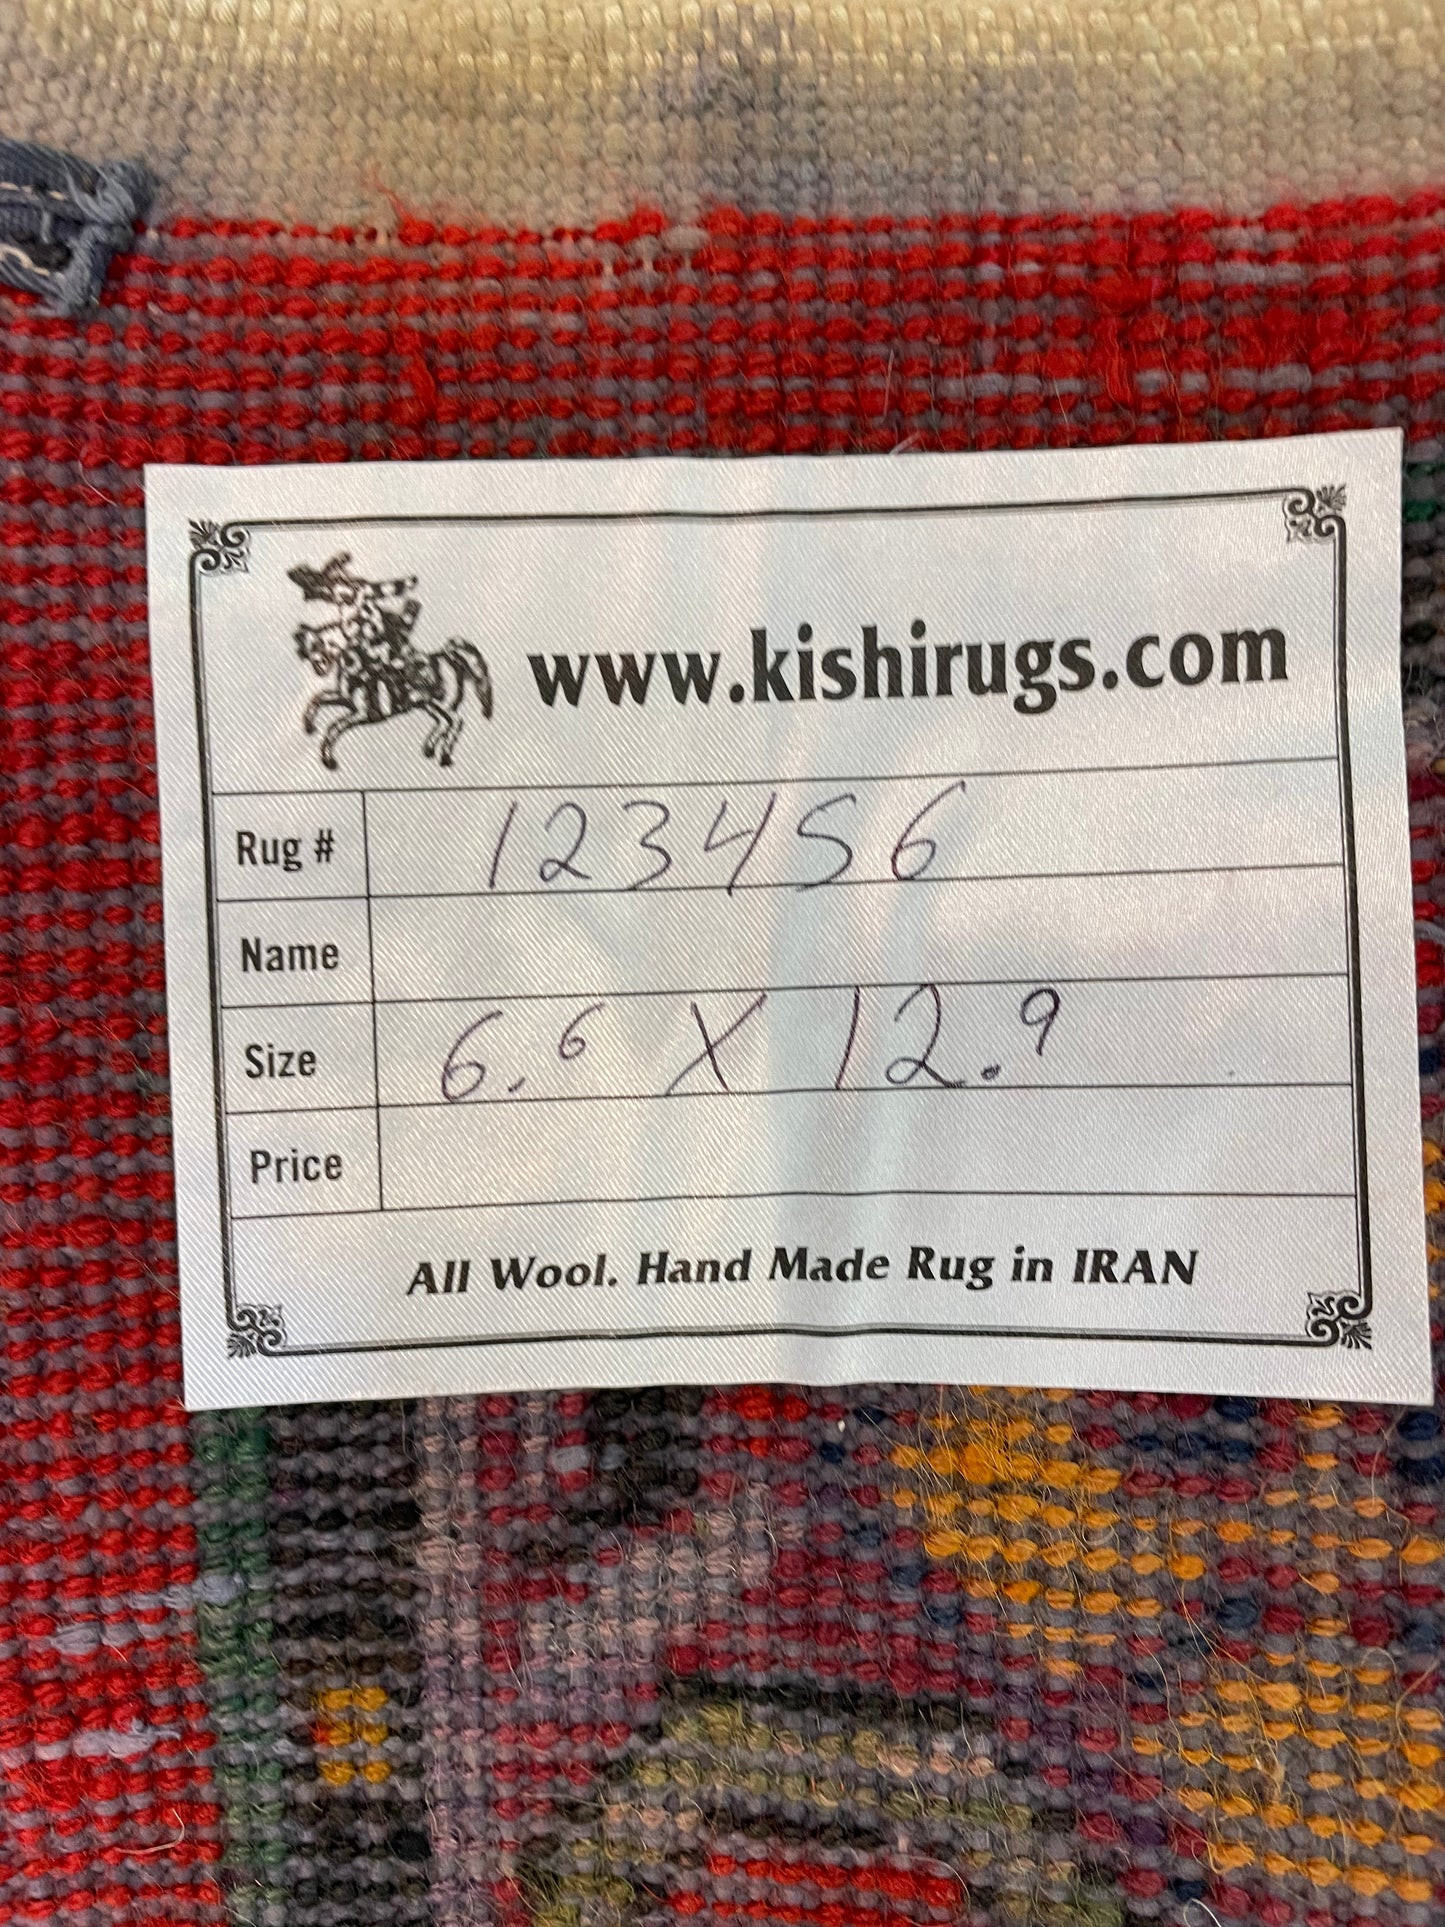 www.kishirugs.com
Rug # 123456
Name
Size 6.6 X 12.9
Price
All Wool. Hand Made Rug in IRAN